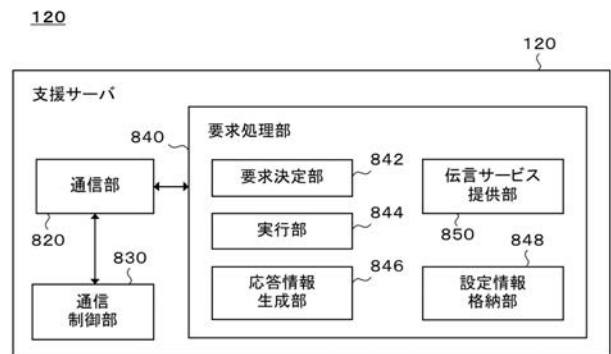 120
120
支援サーバ
840
要求処理部
通信部
820
830
通信
制御部
要求決定部
842
実行部
844
応答情報
生成部
846
伝言サービス
提供部
850
848
設定情報
格納部